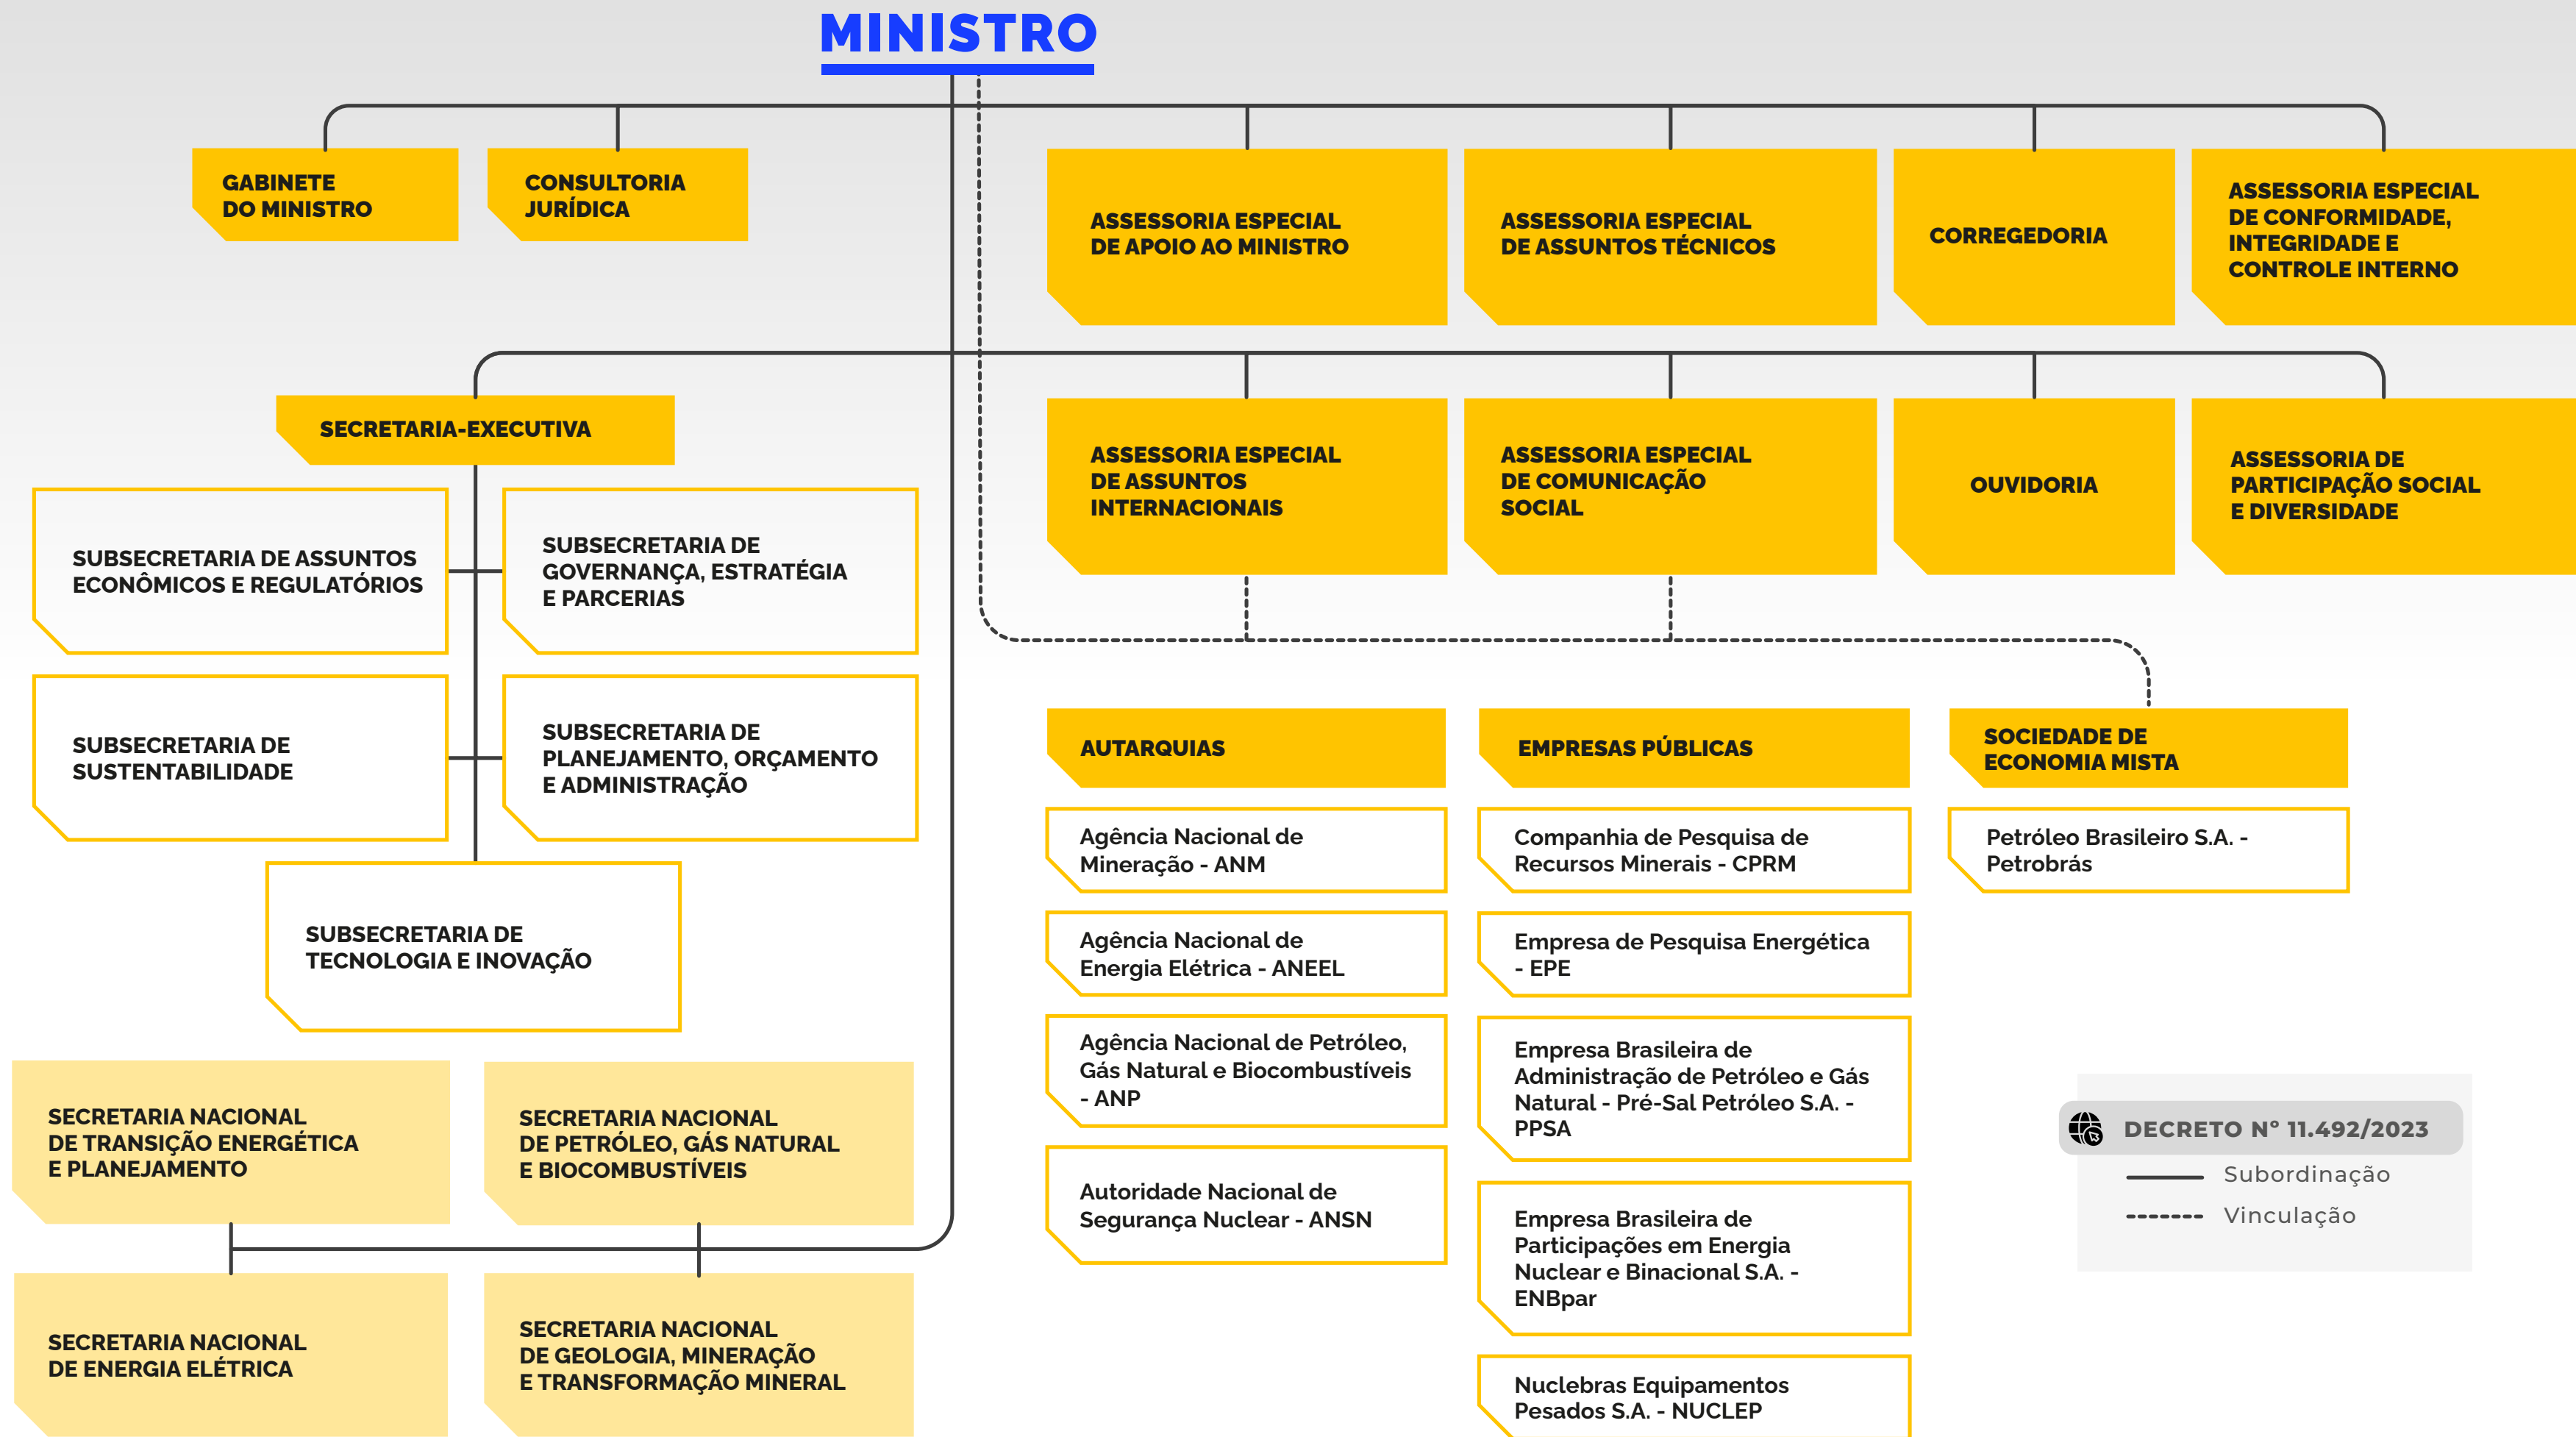 MINISTRO
GABINETE
DO MINISTRO
CONSULTORIA
JURÍDICA
ASSESSORIA ESPECIAL
DE APOIO AO MINISTRO
ASSESSORIA ESPECIAL
DE ASSUNTOS TÉCNICOS
CORREGEDORIA
ASSESSORIA ESPECIAL
DE CONFORMIDADE,
INTEGRIDADE E
CONTROLE INTERNO
SECRETARIA-EXECUTIVA
ASSESSORIA ESPECIAL
DE ASSUNTOS
INTERNACIONAIS
ASSESSORIA ESPECIAL
DE COMUNICAÇÃO
SOCIAL
OUVIDORIA
ASSESSORIA DE
PARTICIPAÇÃO SOCIAL
E DIVERSIDADE
SUBSECRETARIA DE ASSUNTOS
ECONÔMICOS E REGULATÓRIOS
SUBSECRETARIA DE
GOVERNANÇA, ESTRATÉGIA
E PARCERIAS
SUBSECRETARIA DE
SUSTENTABILIDADE
SUBSECRETARIA DE
PLANEJAMENTO, ORÇAMENTO
E ADMINISTRAÇÃO
SUBSECRETARIA DE
TECNOLOGIA E INOVAÇÃO
SECRETARIA NACIONAL
DE TRANSIÇÃO ENERGÉTICA
E PLANEJAMENTO
SECRETARIA NACIONAL
DE PETRÓLEO, GÁS NATURAL
E BIOCOMBUSTÍVEIS
SECRETARIA NACIONAL
DE ENERGIA ELÉTRICA
SECRETARIA NACIONAL
DE GEOLOGIA, MINERAÇÃO
E TRANSFORMAÇÃO MINERAL
AUTARQUIAS
Agência Nacional de
Mineração - ANM
Agência Nacional de
Energia Elétrica - ANEEL
Agência Nacional de Petróleo,
Gás Natural e Biocombustíveis
- ANP
Autoridade Nacional de
Segurança Nuclear - ANSN
EMPRESAS PÚBLICAS
Companhia de Pesquisa de
Recursos Minerais - CPRM
Empresa de Pesquisa Energética
- EPE
Empresa Brasileira de
Administração de Petróleo e Gás
Natural - Pré-Sal Petróleo S.A. -
PPSA
Empresa Brasileira de
Participações em Energia
Nuclear e Binacional S.A. -
ENBpar
Nuclebras Equipamentos
Pesados S.A. - NUCLEP
SOCIEDADE DE
ECONOMIA MISTA
Petróleo Brasileiro S.A. -
Petrobrás
DECRETO Nº 11.492/2023
Subordinação
Vinculação